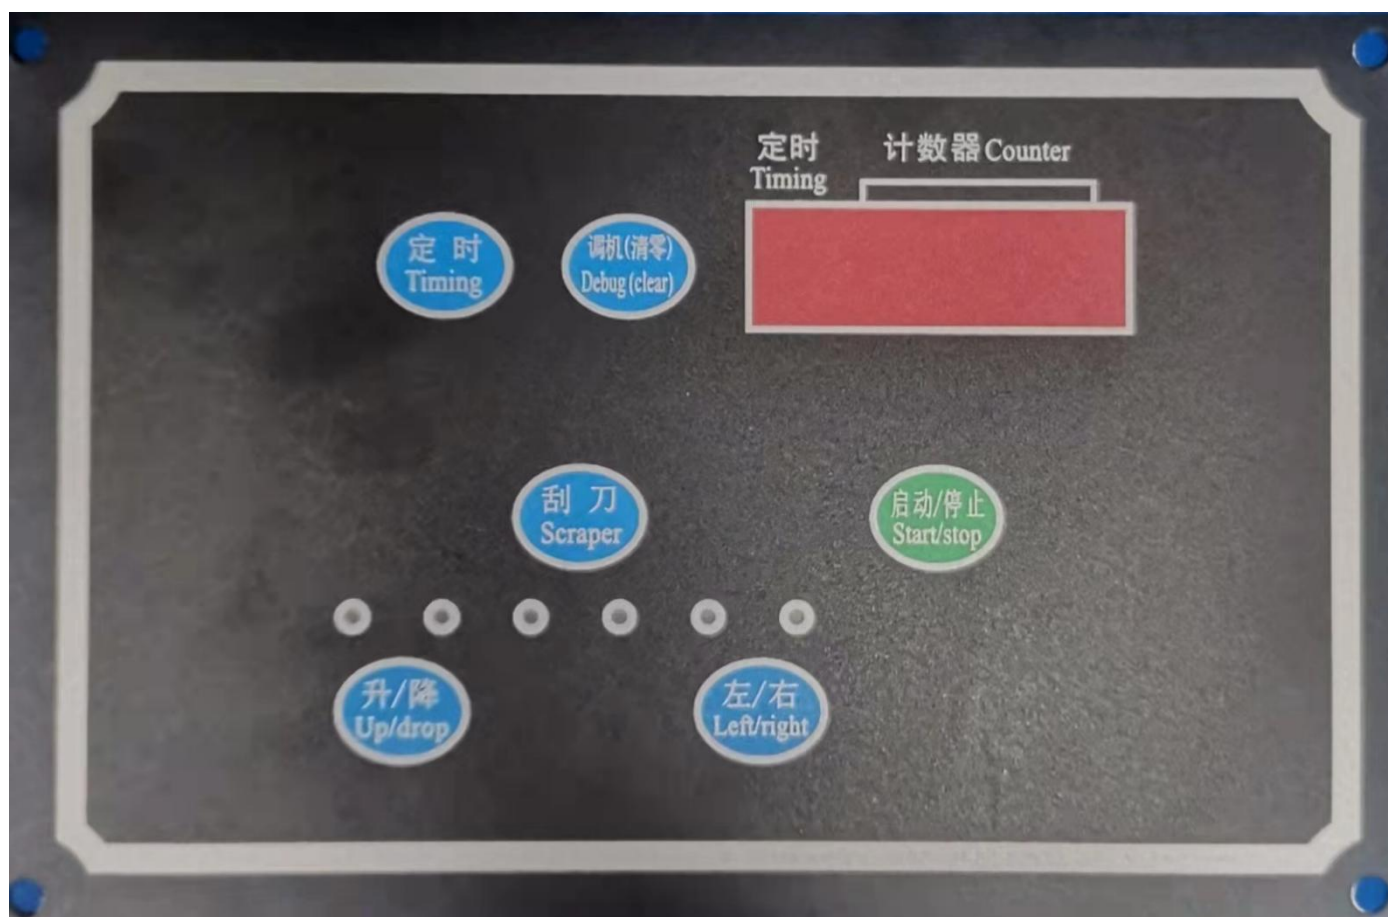 定时
Timing
计数器 Counter
定 时
Timing
调机(清零)
Debug (clear)
刮 刀
Scraper
启动/停止
Start/stop
升/降
Up/drop
左/右
Left/right